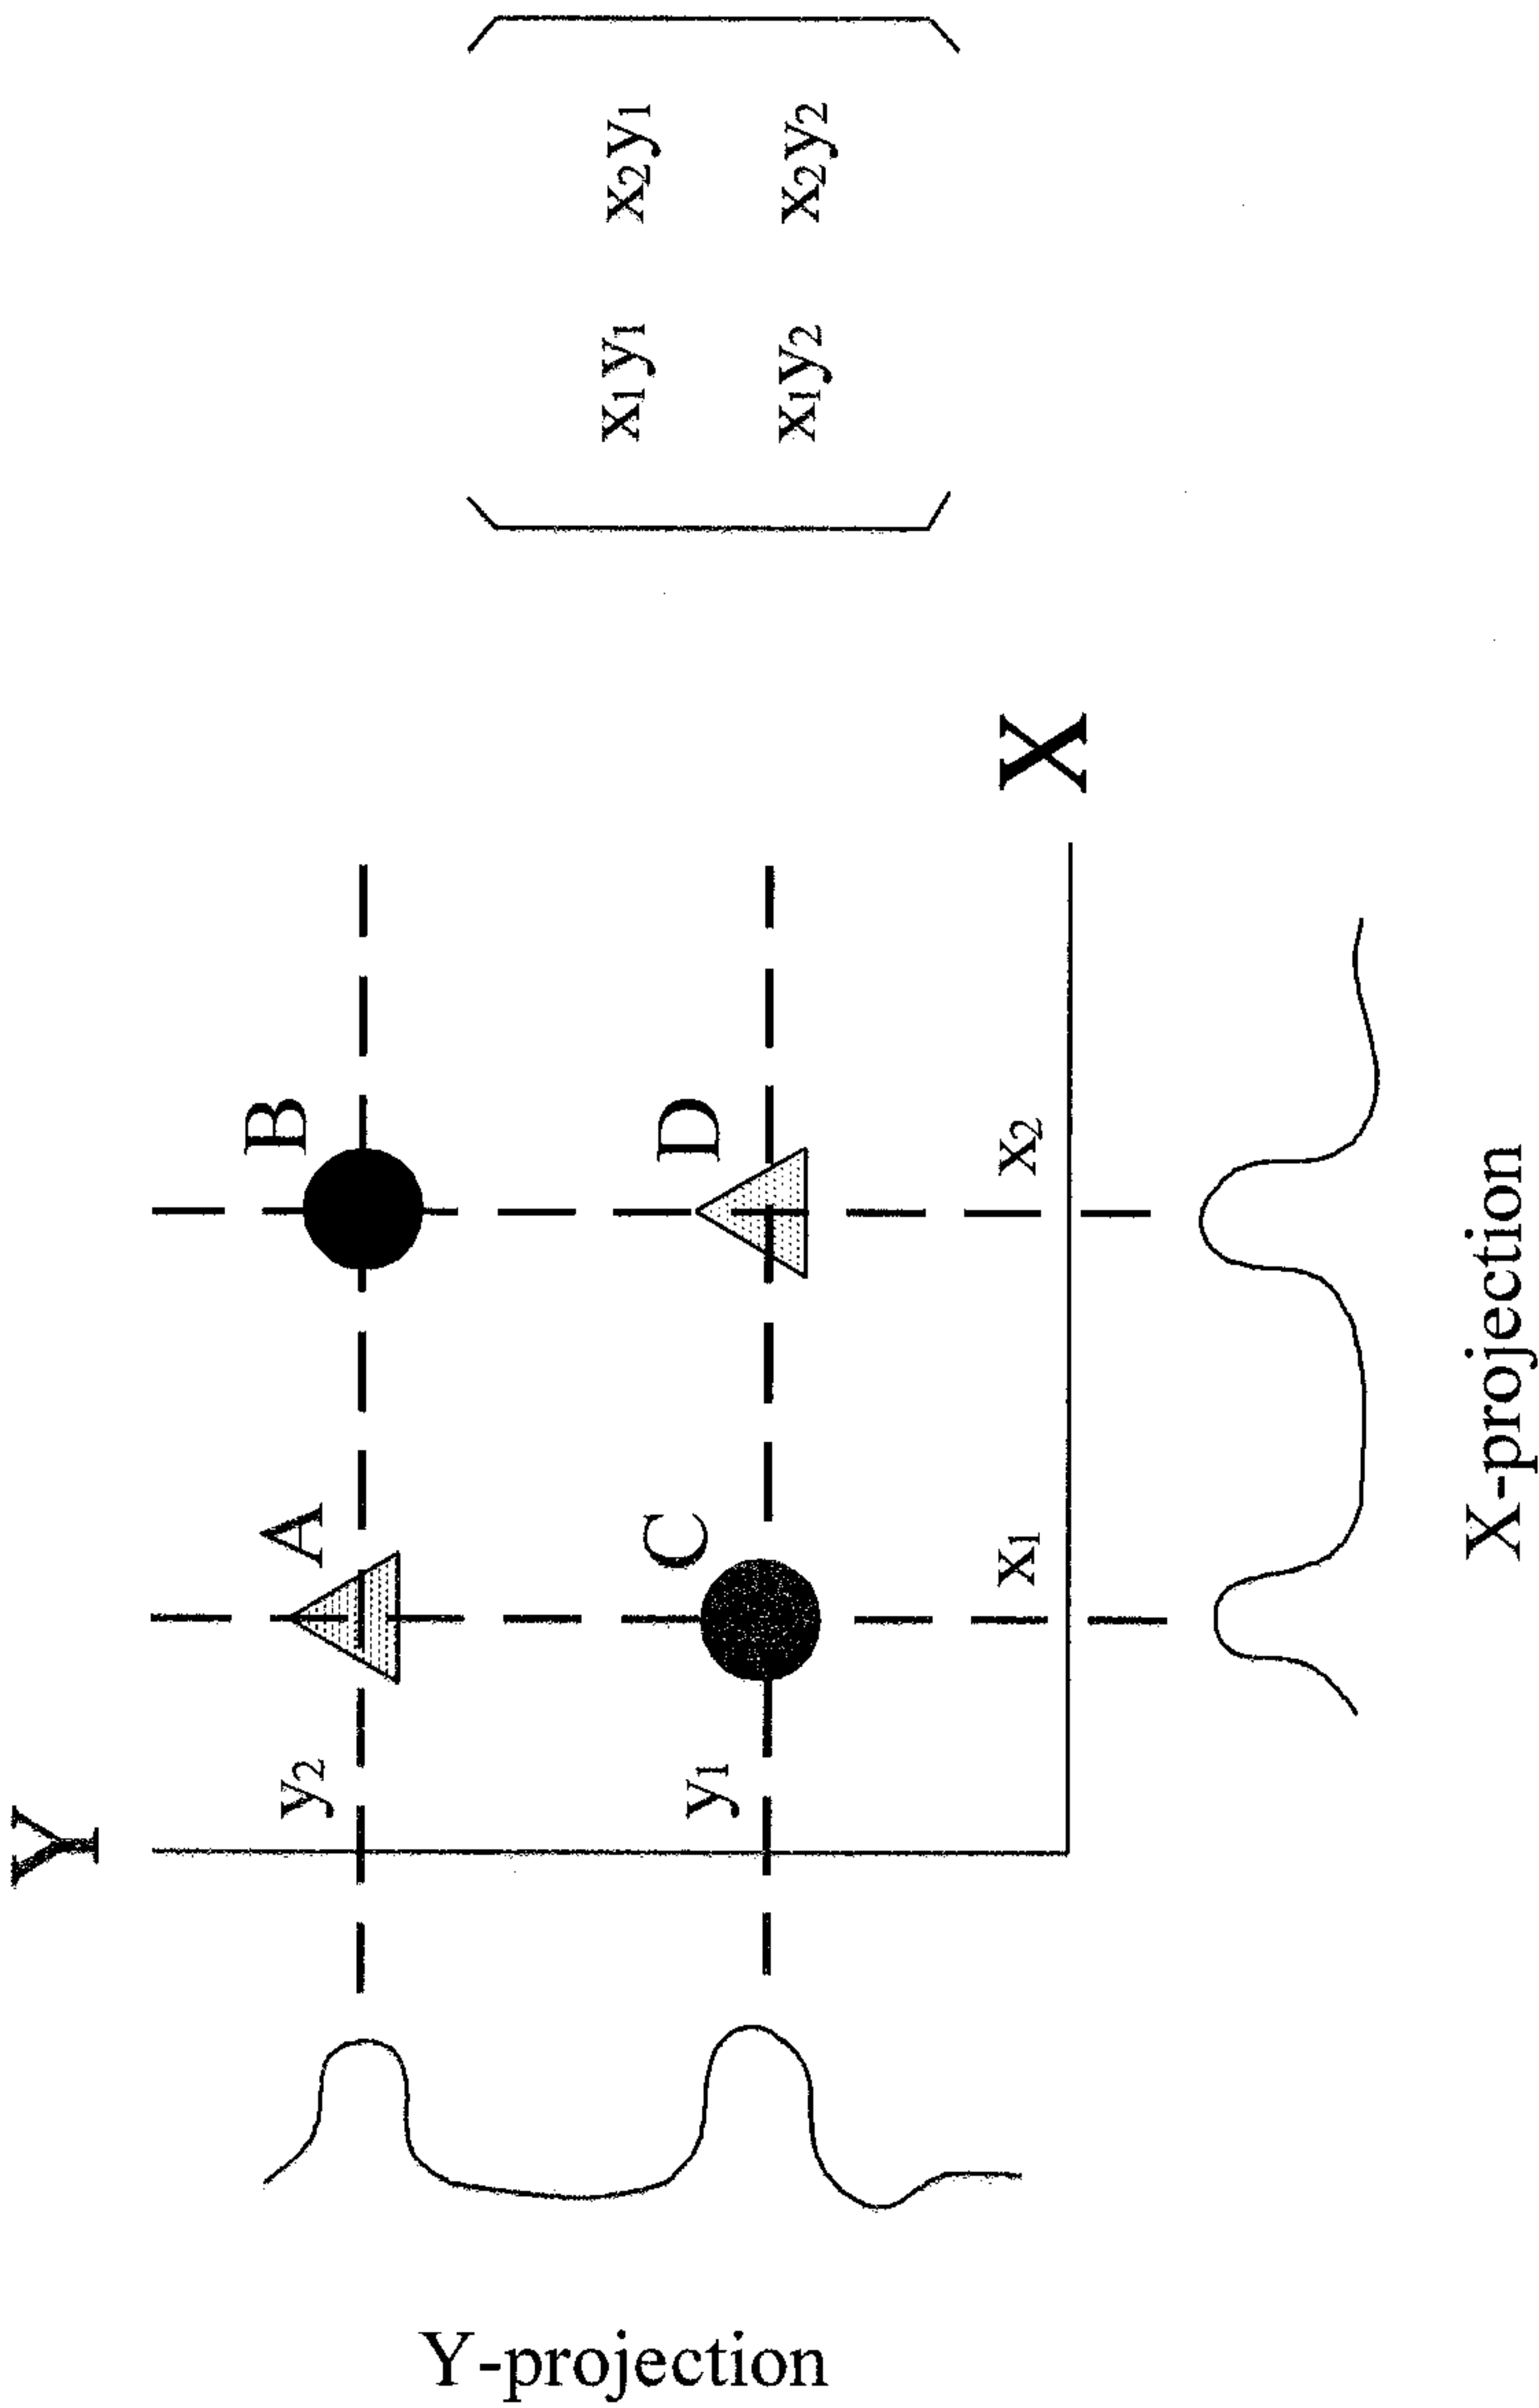 Y
A
B
y₂
x₁y₁ x₂y₁
x₁y₂ x₂y₂
C
D
y₁
x₁
x₂
X
X-projection
Y-projection